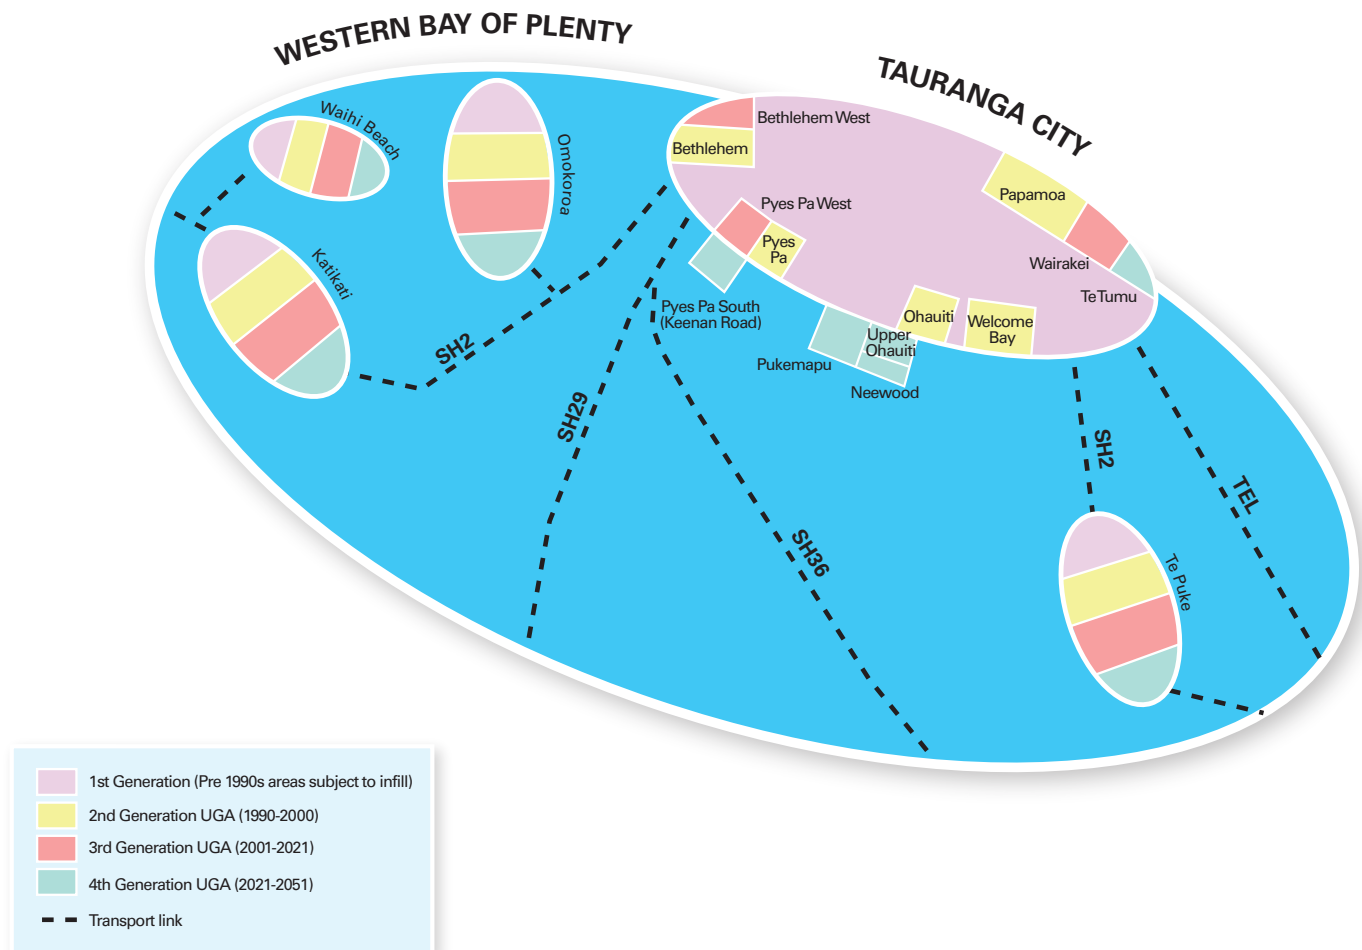 WESTERN BAY OF PLENTY
TAURANGA CITY
Waihi Beach
Omokoroa
Katikati
Bethlehem West
Bethlehem
Pyes Pa West
Pyes
Pa
Pyes Pa South
(Keenan Road)
Papamoa
Wairakei
Te Tumu
Ohauiti
Welcome
Bay
Upper
Ohauiti
Pukemapu
Neewood
SH2
SH29
SH36
SH2
TEL
Te Puke
1st Generation (Pre 1990s areas subject to infill)
2nd Generation UGA (1990-2000)
3rd Generation UGA (2001-2021)
4th Generation UGA (2021-2051)
Transport link